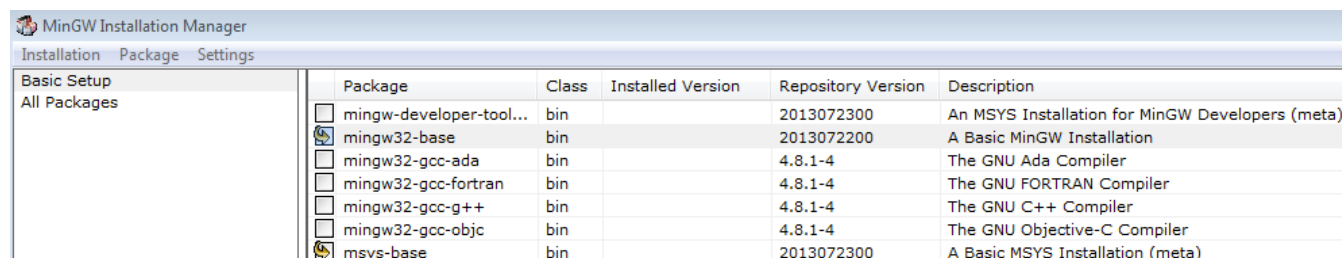 MinGW Installation Manager
Installation Package Settings
Basic Setup
All Packages
Package Class Installed Version Repository Version Description
mingw-developer-tool... bin 2013072300 An MSYS Installation for MinGW Developers (meta)
mingw32-base bin 2013072200 A Basic MinGW Installation
mingw32-gcc-ada bin 4.8.1-4 The GNU Ada Compiler
mingw32-gcc-fortran bin 4.8.1-4 The GNU FORTRAN Compiler
mingw32-gcc-g++ bin 4.8.1-4 The GNU C++ Compiler
mingw32-gcc-objc bin 4.8.1-4 The GNU Objective-C Compiler
msys-base bin 2013072300 A Basic MSYS Installation (meta)